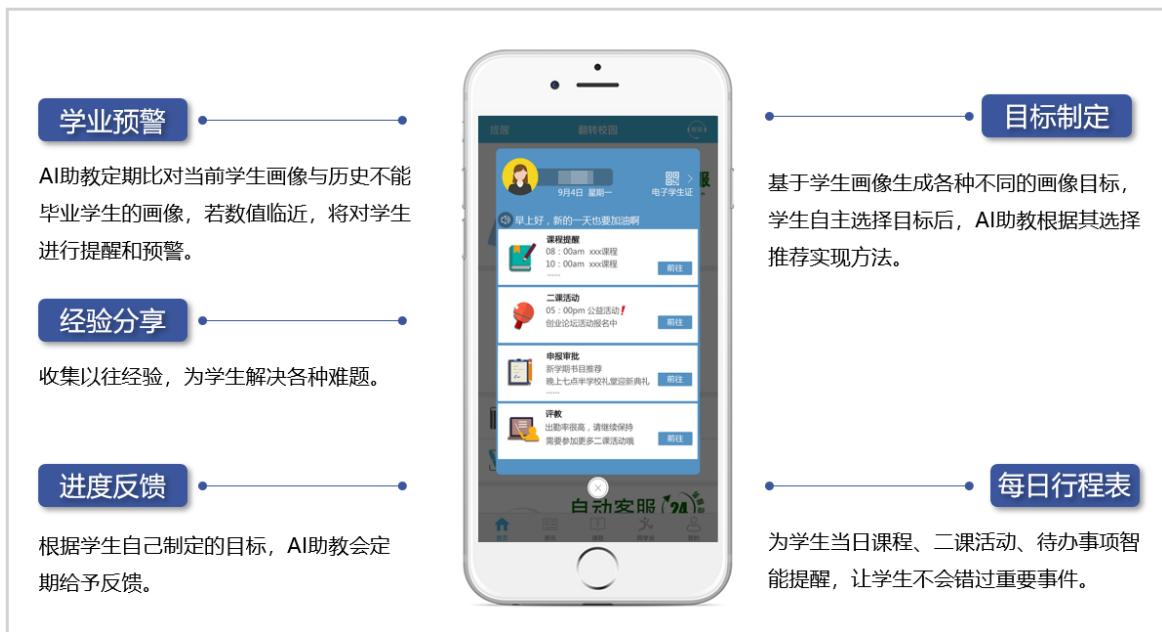 学业预警
AI助教定期比对当前学生画像与历史不能
毕业学生的画像，若数值临近，将对学生
进行提醒和预警。
经验分享
收集以往经验，为学生解决各种难题。
进度反馈
根据学生自己制定的目标，AI助教会定
期给予反馈。
提醒
翻转校园
9月4日 星期一
电子学生证
早上好，新的一天也要加油啊
课程提醒
08：00am xxx课程
10：00am xxx课程
......
前往
二课活动
05：00pm 公益活动！
创业论坛活动报名中
前往
申报审批
新学期书目推荐
晚上七点半学校礼堂迎新典礼
......
前往
评教
出勤率很高，请继续保持
需要参加更多二课活动哦
前往
自动客服 24
首页
我的
目标制定
基于学生画像生成各种不同的画像目标，
学生自主选择目标后，AI助教根据其选择
推荐实现方法。
每日行程表
为学生当日课程、二课活动、待办事项智
能提醒，让学生不会错过重要事件。